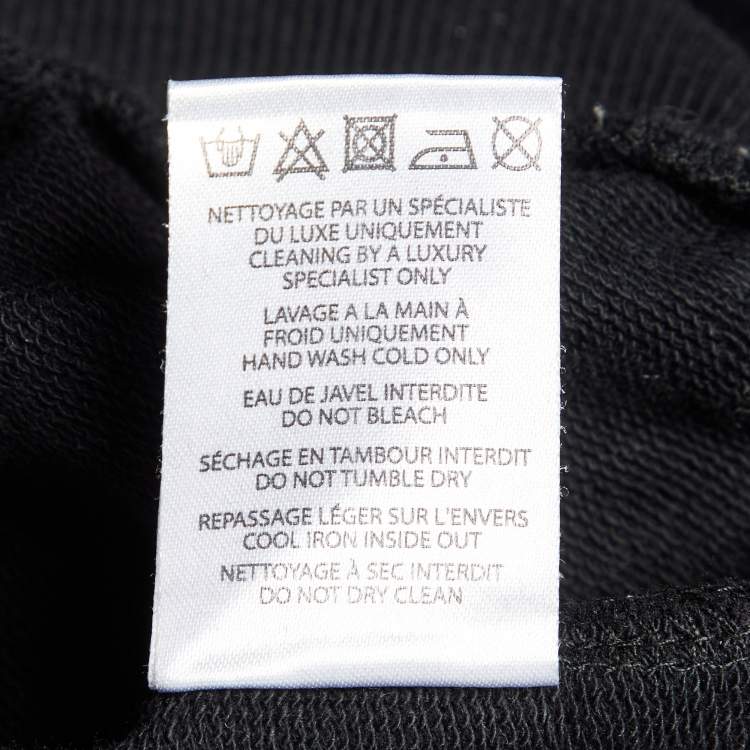 NETTOYAGE PAR UN SPÉCIALISTE
DU LUXE UNIQUEMENT
CLEANING BY A LUXURY
SPECIALIST ONLY
LAVAGE A LA MAIN À
FROID UNIQUEMENT
HAND WASH COLD ONLY
EAU DE JAVEL INTERDITE
DO NOT BLEACH
SÉCHAGE EN TAMBOUR INTERDIT
DO NOT TUMBLE DRY
REPASSAGE LÉGER SUR L'ENVERS
COOL IRON INSIDE OUT
NETTOYAGE À SEC INTERDIT
DO NOT DRY CLEAN